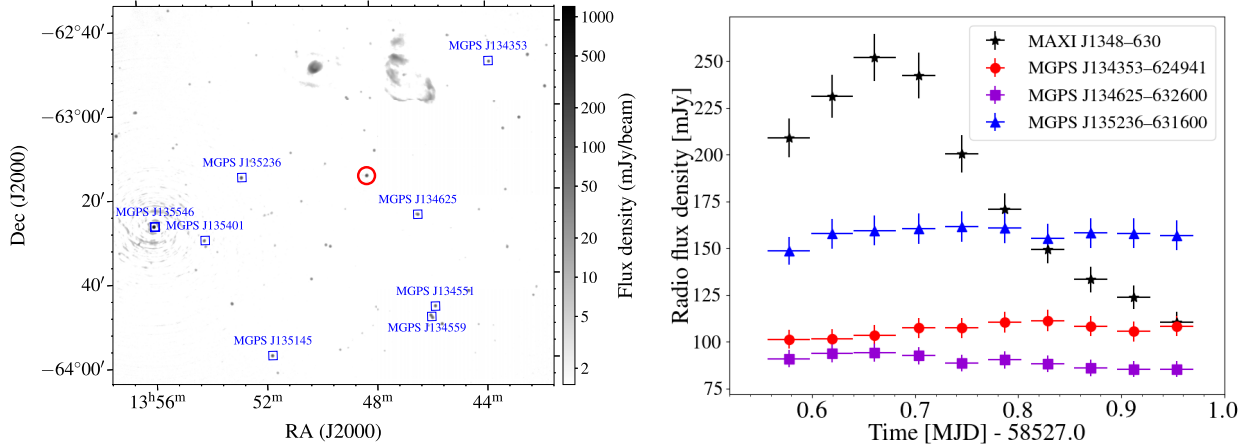 −62°40′
−63°00′
20′
40′
−64°00′
Dec (J2000)
MGPS J134353
MGPS J135236
MGPS J134625
MGPS J135546
MGPS J135401
MGPS J134551
MGPS J134559
MGPS J135145
13ʰ56ᵐ
52ᵐ
48ᵐ
44ᵐ
RA (J2000)
1000
500
200
100
50
20
10
5
2
Flux density (mJy/beam)
Radio flux density [mJy]
250
225
200
175
150
125
100
75
MAXI J1348–630
MGPS J134353–624941
MGPS J134625–632600
MGPS J135236–631600
0.6
0.7
0.8
0.9
1.0
Time [MJD] - 58527.0